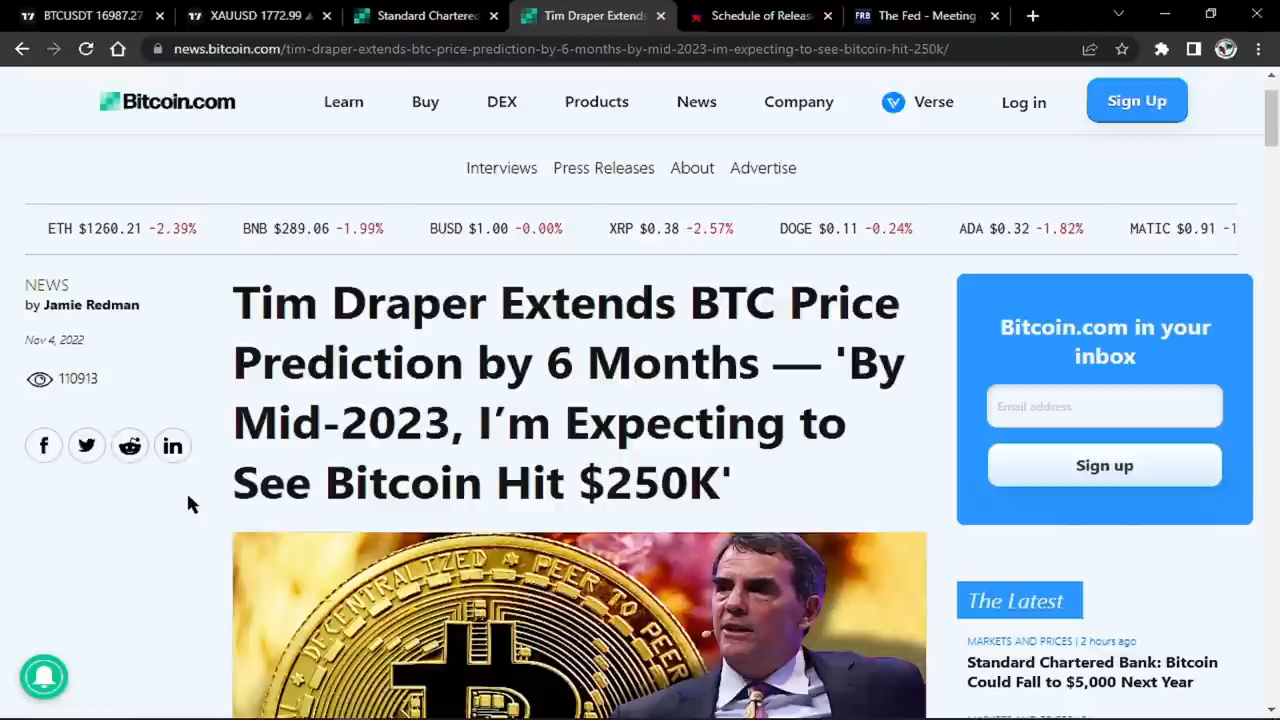 BTCUSDT 16987.27
XAUUSD 1772.99
Standard Chartered
Tim Draper Extends
Schedule of Releas
FRB
The Fed - Meeting
news.bitcoin.com/tim-draper-extends-btc-price-prediction-by-6-months-by-mid-2023-im-expecting-to-see-bitcoin-hit-250k/
Bitcoin.com
Learn
Buy
DEX
Products
News
Company
Verse
Log in
Sign Up
Interviews
Press Releases
About
Advertise
ETH $1260.21 -2.39%
BNB $289.06 -1.99%
BUSD $1.00 -0.00%
XRP $0.38 -2.57%
DOGE $0.11 -0.24%
ADA $0.32 -1.82%
MATIC $0.91 -1
NEWS
by Jamie Redman
Nov 4, 2022
110913
Tim Draper Extends BTC Price
Prediction by 6 Months — 'By
Mid-2023, I’m Expecting to
See Bitcoin Hit $250K'
DECENTRALIZED * PEER TO PEER
Bitcoin.com in your
inbox
Email address
Sign up
The Latest
MARKETS AND PRICES | 2 hours ago
Standard Chartered Bank: Bitcoin
Could Fall to $5,000 Next Year